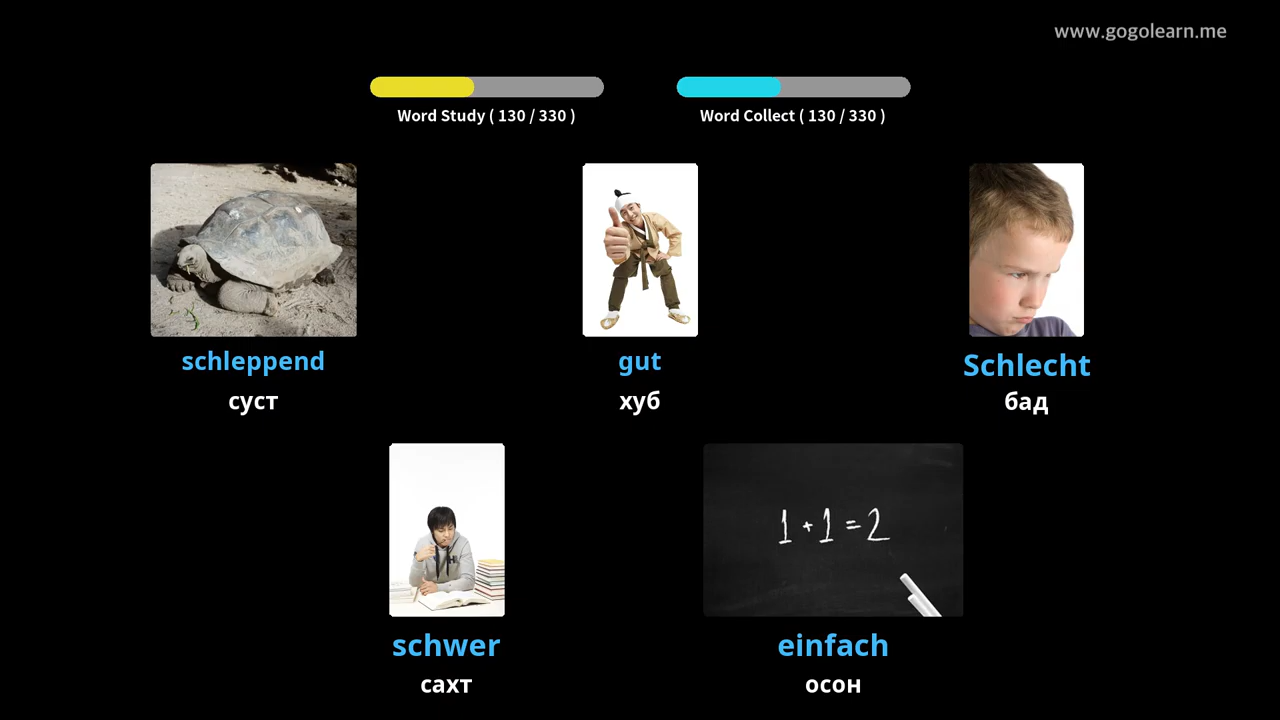 www.gogolearn.me
Word Study ( 130 / 330 )
Word Collect ( 130 / 330 )
schleppend
суст
gut
хуб
Schlecht
бад
1 + 1 = 2
schwer
сахт
einfach
осон